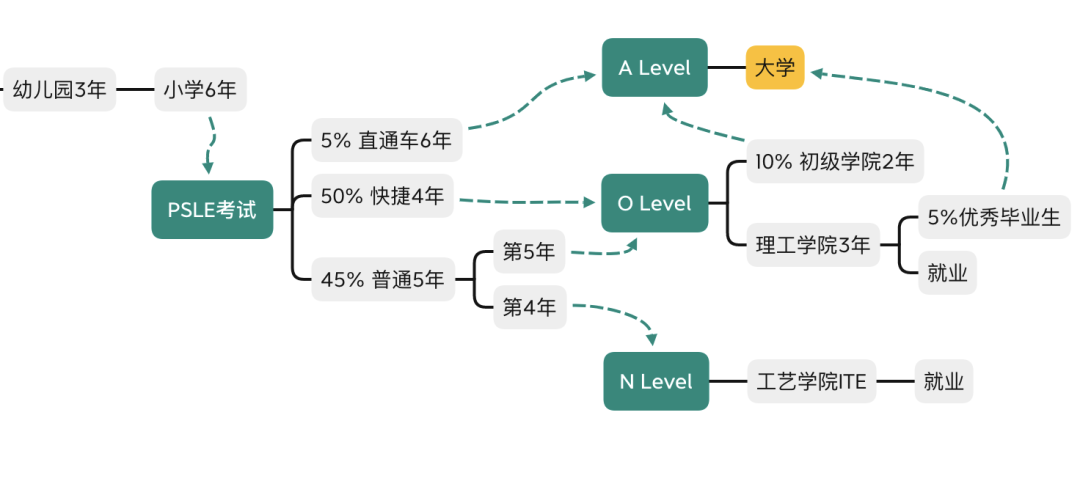 幼儿园3年
小学6年
PSLE考试
5% 直通车6年
50% 快捷4年
45% 普通5年
第5年
第4年
A Level
大学
O Level
10% 初级学院2年
理工学院3年
5%优秀毕业生
就业
N Level
工艺学院ITE
就业